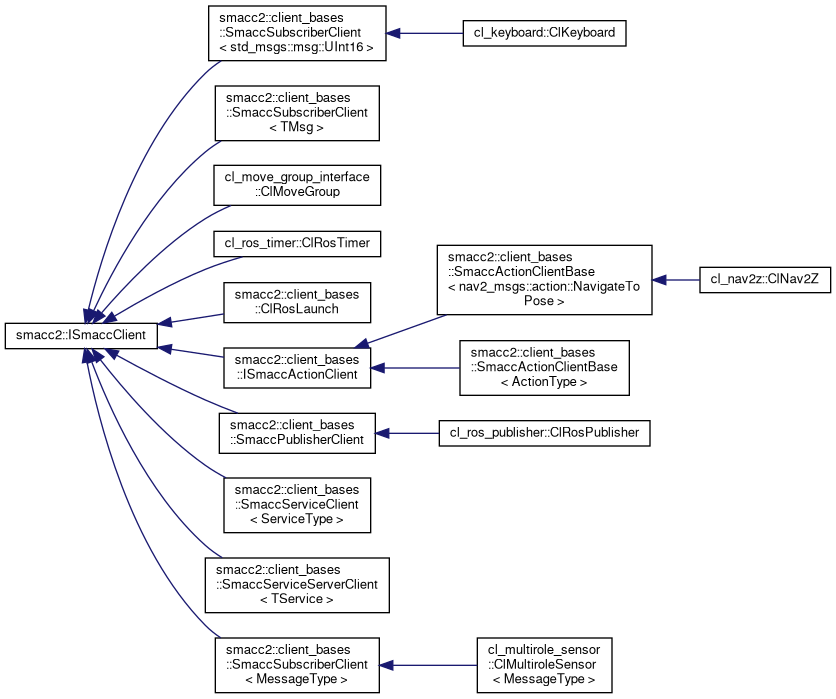 smacc2::client_bases
::SmaccSubscriberClient
< std_msgs::msg::UInt16 >
cl_keyboard::ClKeyboard
smacc2::client_bases
::SmaccSubscriberClient
< TMsg >
cl_move_group_interface
::ClMoveGroup
cl_ros_timer::ClRosTimer
smacc2::client_bases
::SmaccActionClientBase
< nav2_msgs::action::NavigateTo
Pose >
cl_nav2z::ClNav2Z
smacc2::client_bases
::ClRosLaunch
smacc2::ISmaccClient
smacc2::client_bases
::ISmaccActionClient
smacc2::client_bases
::SmaccActionClientBase
< ActionType >
smacc2::client_bases
::SmaccPublisherClient
cl_ros_publisher::ClRosPublisher
smacc2::client_bases
::SmaccServiceClient
< ServiceType >
smacc2::client_bases
::SmaccServiceServerClient
< TService >
smacc2::client_bases
::SmaccSubscriberClient
< MessageType >
cl_multirole_sensor
::ClMultiroleSensor
< MessageType >